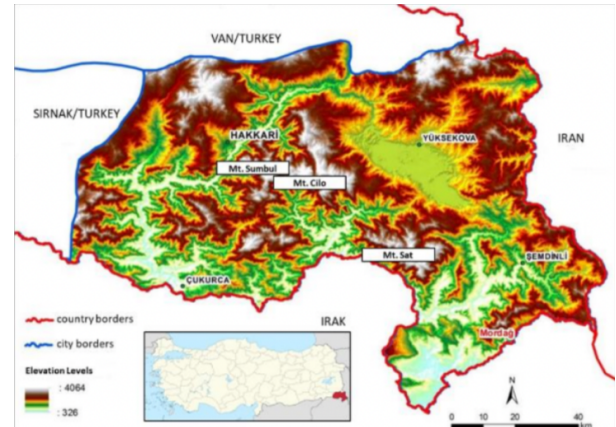 VAN/TURKEY
SIRNAK/TURKEY
HAKKARİ
YÜKSEKOVA
IRAN
Mt. Sumbul
Mt. Cilo
Mt. Sat
ŞEMDİNLİ
ÇUKURCA
IRAK
Mordağ
country borders
city borders
Elevation Levels
: 4064
: 326
N
0 10 20 40
km